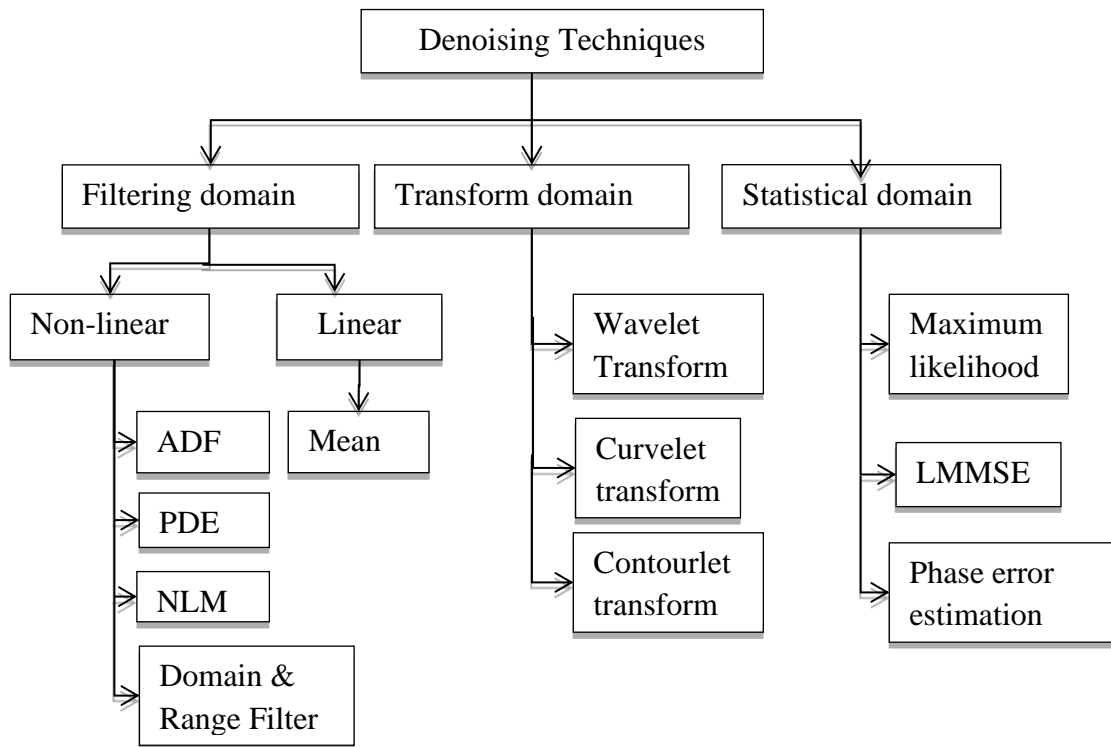 Denoising Techniques
Filtering domain
Transform domain
Statistical domain
Non-linear
Linear
Wavelet
Transform
Maximum
likelihood
ADF
Mean
Curvelet
transform
LMMSE
PDE
NLM
Contourlet
transform
Phase error
estimation
Domain &
Range Filter